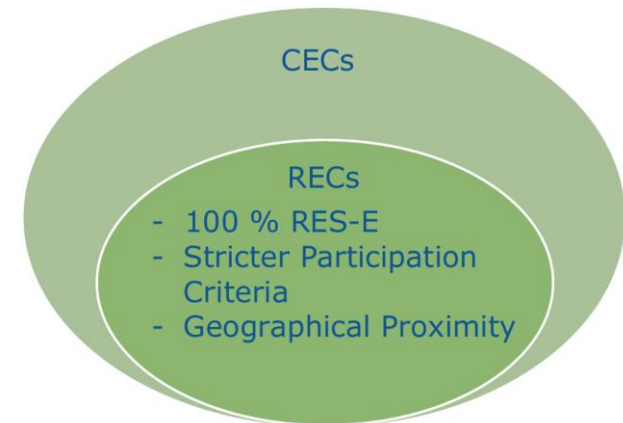 CECs
RECs
- 100 % RES-E
- Stricter Participation
Criteria
- Geographical Proximity